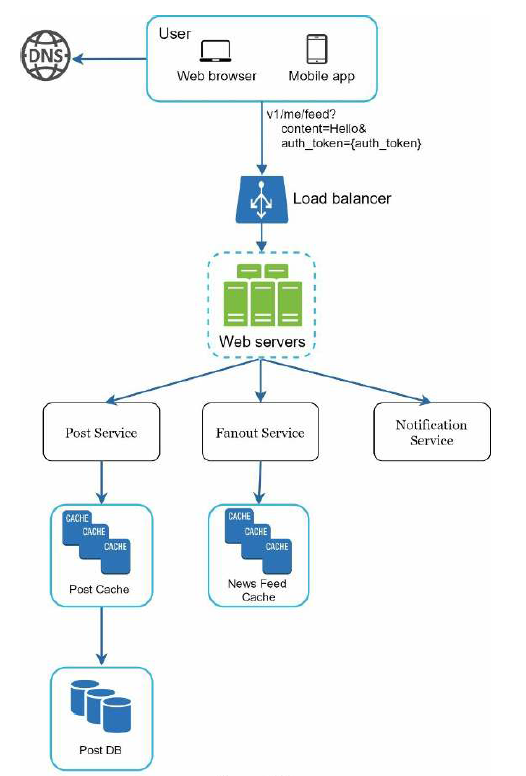 DNS
User
Web browser
Mobile app
v1/me/feed?
content=Hello&
auth_token={auth_token}
Load balancer
Web servers
Post Service
Fanout Service
Notification
Service
CACHE
CACHE
CACHE
Post Cache
CACHE
CACHE
CACHE
News Feed
Cache
Post DB